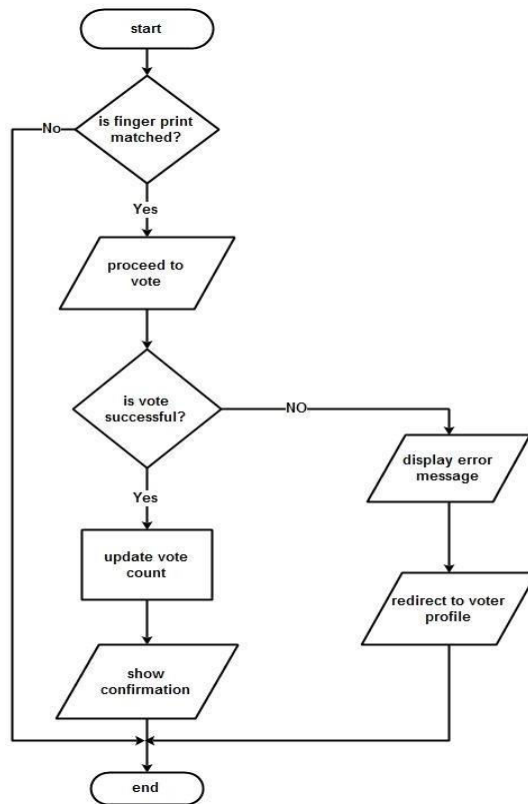 start
is finger print
matched?
No
Yes
proceed to
vote
is vote
successful?
NO
display error
message
Yes
update vote
count
redirect to voter
profile
show
confirmation
end